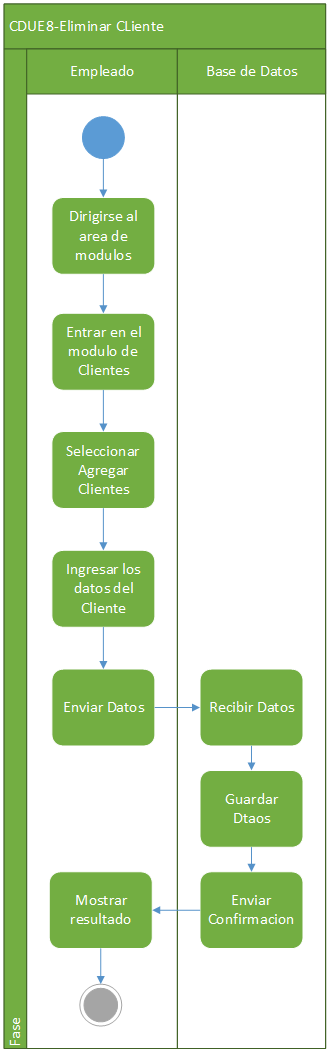 CDUE8-Eliminar CLiente
Empleado
Base de Datos
Dirigirse al
area de
modulos
Entrar en el
modulo de
Clientes
Seleccionar
Agregar
Clientes
Ingresar los
datos del
Cliente
Enviar Datos
Recibir Datos
Guardar
Dtaos
Enviar
Confirmacion
Mostrar
resultado
Fase